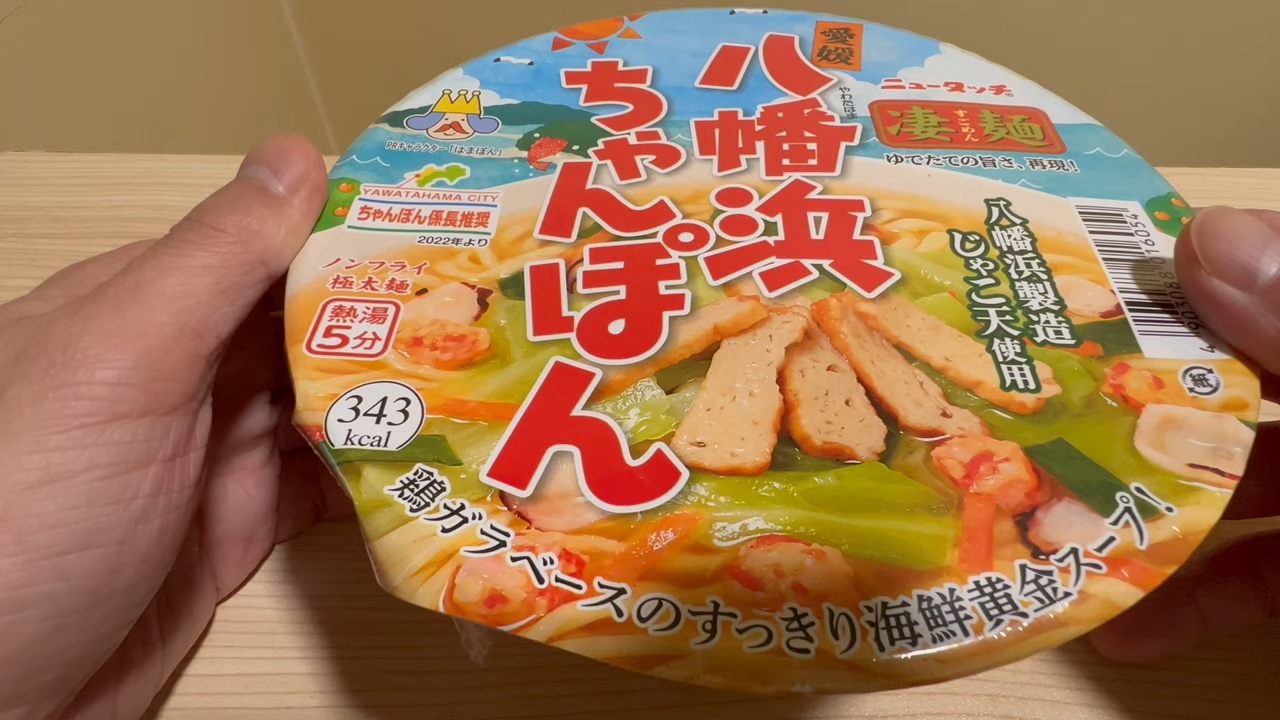 愛媛
八幡浜
やわたはま
ちゃんぽん
ニュータッチ®
凄麺
すごめん
ゆでたての旨さ、再現!
PRキャラクター「はまぽん」
YAWATAHAMA CITY
ちゃんぽん係長推奨
2022年より
ノンフライ
極太麺
熱湯
5分
343
kcal
八幡浜製造
じゃこ天使用
鶏ガラベースのすっきり海鮮黄金スープ!
紙